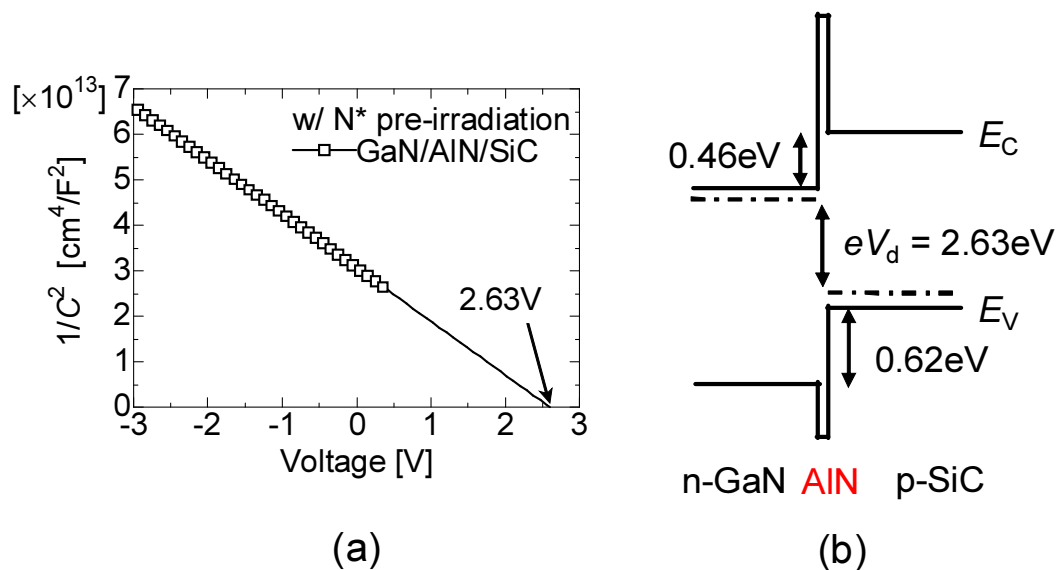 [×10¹³]
7
6
5
4
3
2
1
0
1/C² [cm⁴/F²]
w/ N* pre-irradiation
GaN/AlN/SiC
2.63V
-3 -2 -1 0 1 2 3
Voltage [V]
(a)
0.46eV
E_C
eV_d = 2.63eV
E_V
0.62eV
n-GaN AlN p-SiC
(b)